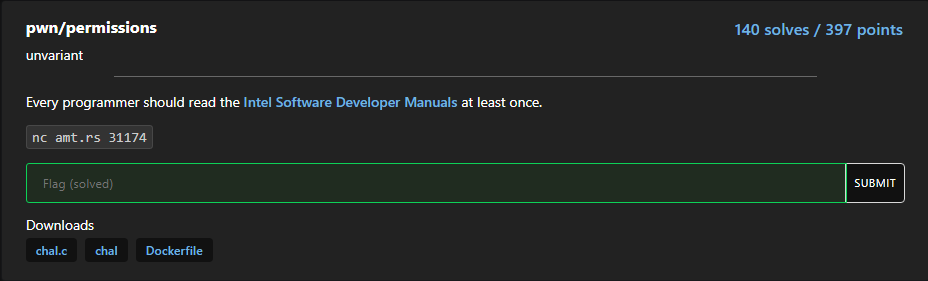 pwn/permissions
140 solves / 397 points
unvariant
Every programmer should read the Intel Software Developer Manuals at least once.
nc amt.rs 31174
Flag (solved)
SUBMIT
Downloads
chal.c
chal
Dockerfile